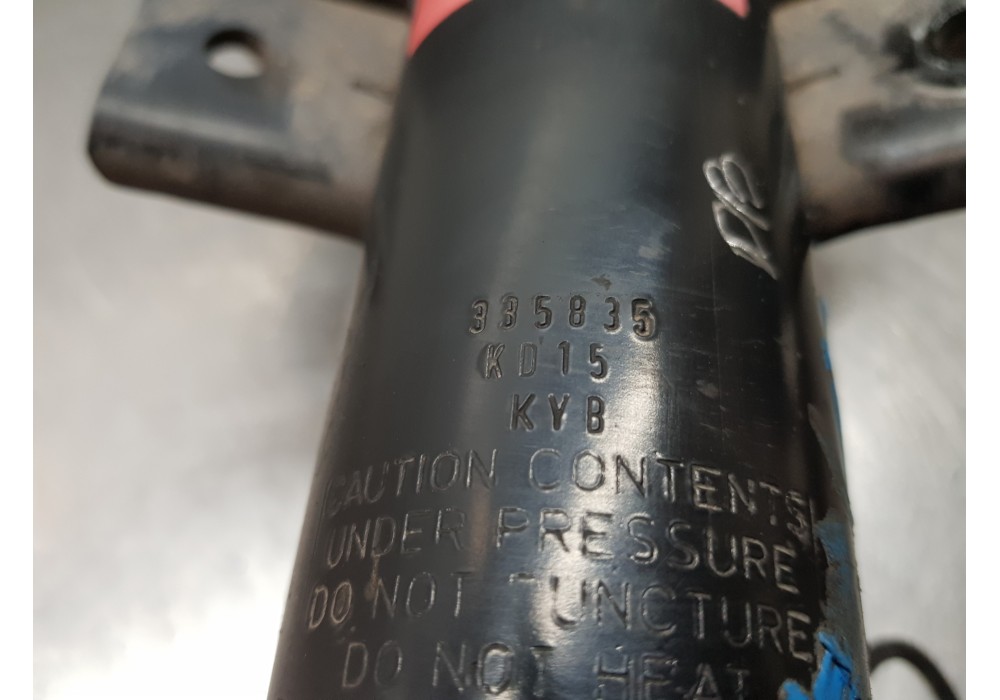 335835
KD15
KYB
CAUTION CONTENTS
UNDER PRESSURE
DO NOT PUNCTURE
DO NOT HEAT